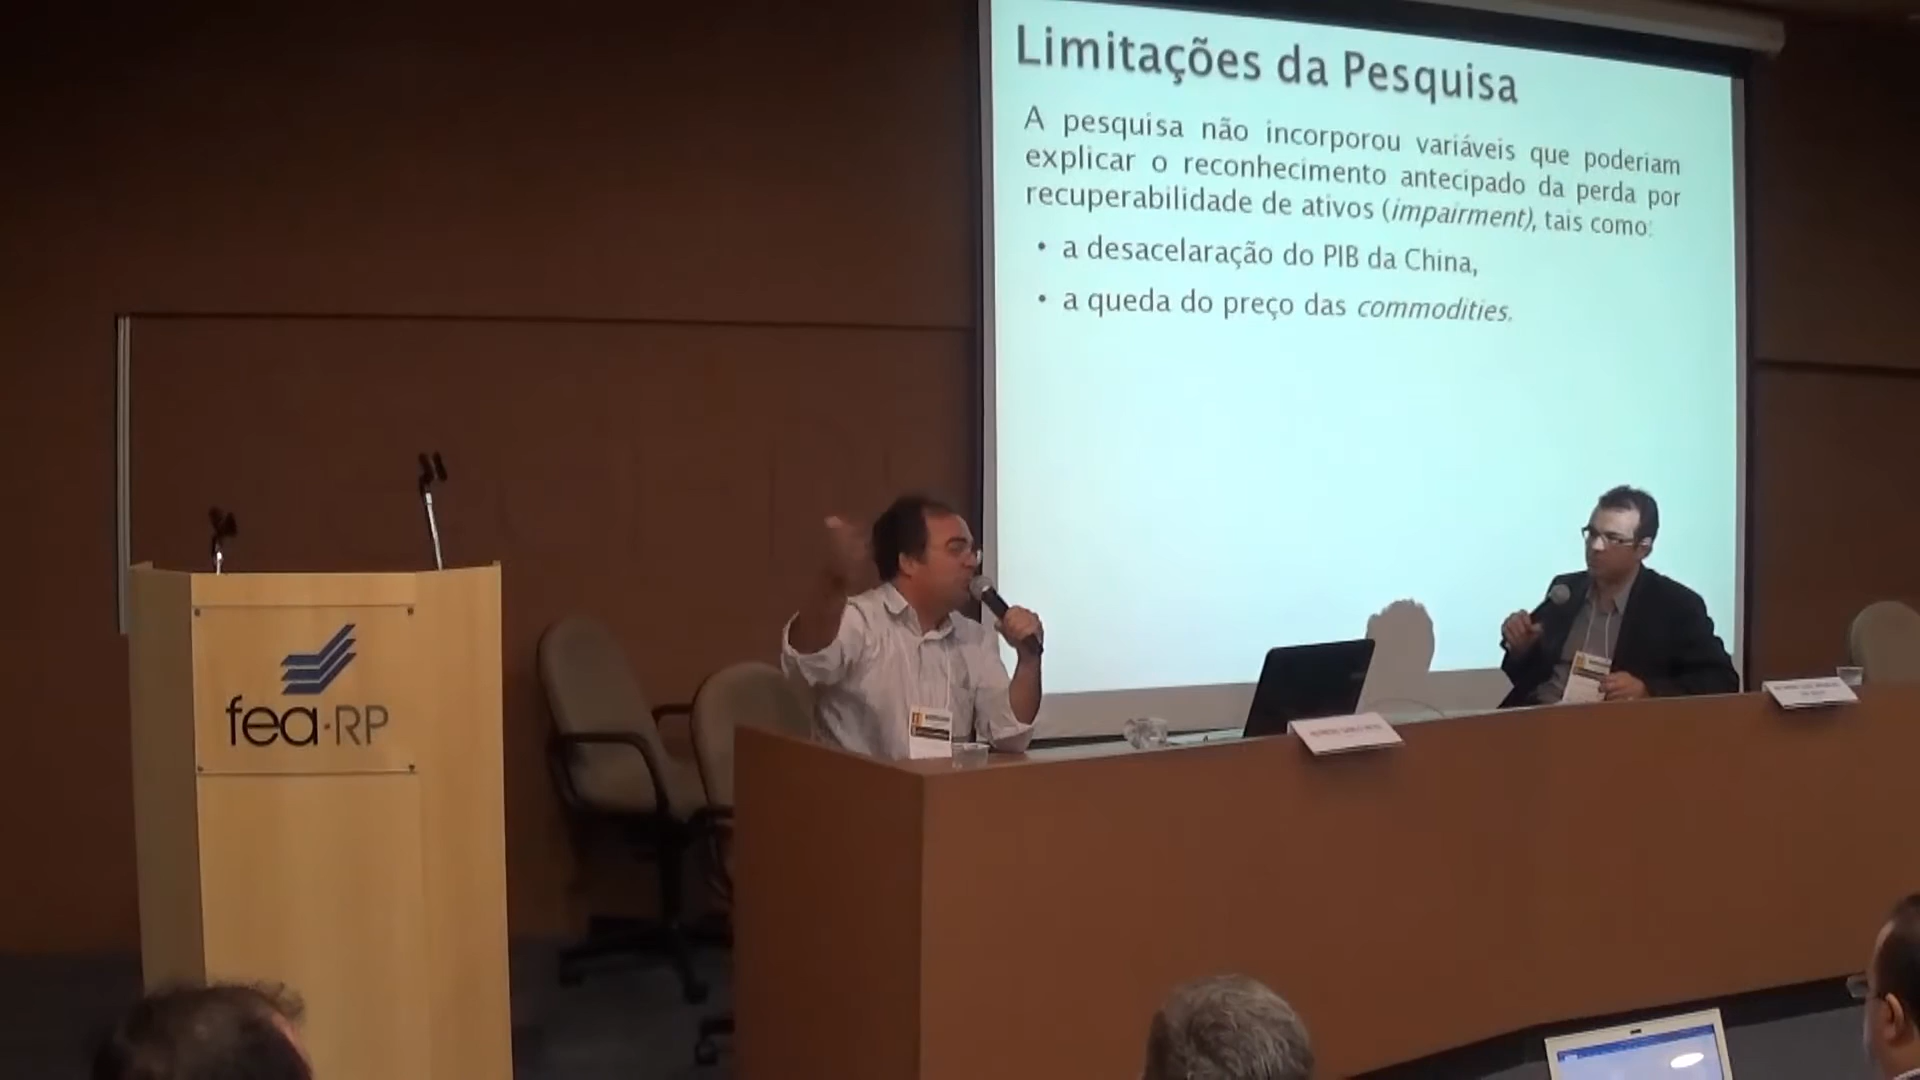 Limitações da Pesquisa
A pesquisa não incorporou variáveis que poderiam
explicar o reconhecimento antecipado da perda por
recuperabilidade de ativos (impairment), tais como:
• a desacelaração do PIB da China,
• a queda do preço das commodities.
fea-RP